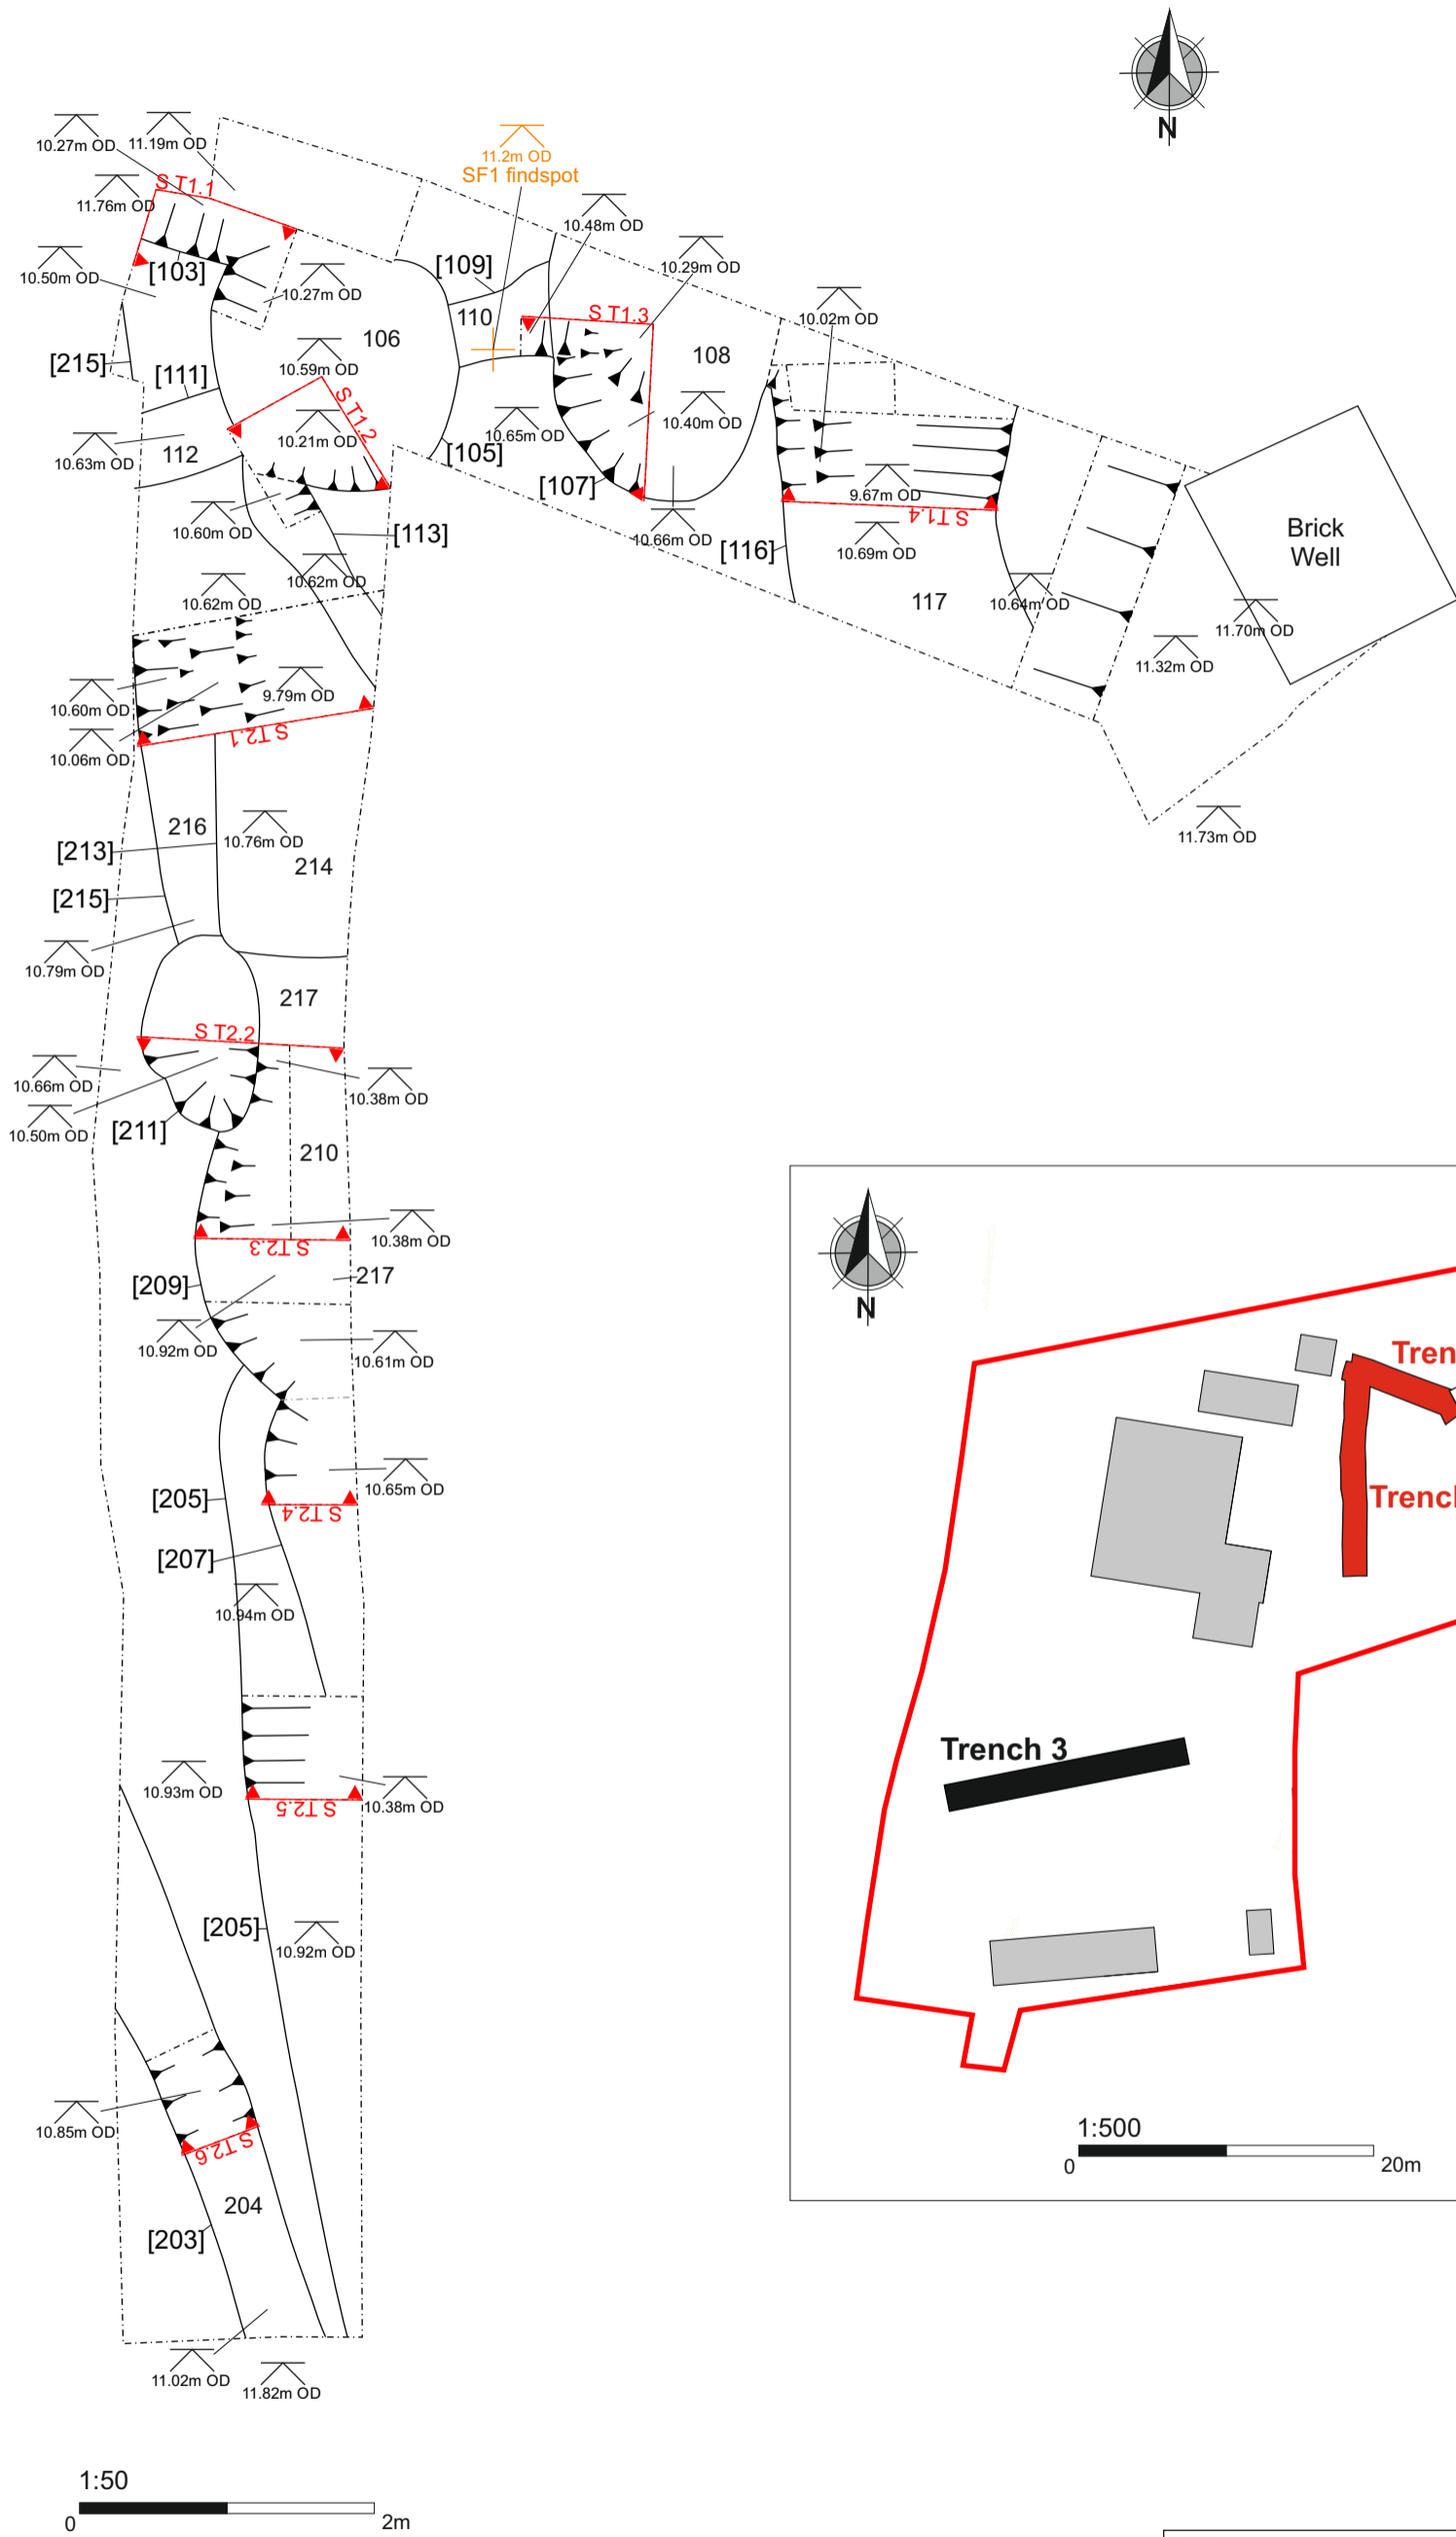 N
10.27m OD
11.19m OD
11.2m OD
SF1 findspot
S T1.1
11.76m OD
10.48m OD
[103]
[109]
10.29m OD
10.50m OD
10.27m OD
10.02m OD
110
S T1.3
106
108
[215]
10.59m OD
[111]
S T1.2
10.40m OD
10.21m OD
10.65m OD
112
10.63m OD
[105]
[107]
9.67m OD
S T1.4
Brick
Well
10.60m OD
[113]
10.66m OD
[116]
10.69m OD
10.62m OD
10.62m OD
117
10.64m OD
11.70m OD
11.32m OD
9.79m OD
10.60m OD
S T2.1
10.06m OD
11.73m OD
216
10.76m OD
[213]
214
[215]
10.79m OD
217
S T2.2
10.66m OD
10.38m OD
10.50m OD
[211]
210
10.38m OD
S T2.3
217
[209]
10.92m OD
10.61m OD
10.65m OD
[205]
S T2.4
[207]
10.94m OD
10.93m OD
10.38m OD
S T2.5
[205]
10.92m OD
10.85m OD
S T2.6
204
[203]
11.02m OD
11.82m OD
1:50
0
2m
N
Tren
Trencl
Trench 3
1:500
0
20m